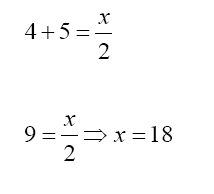 4 + 5 = x/2
9 = x/2 ⇒ x = 18